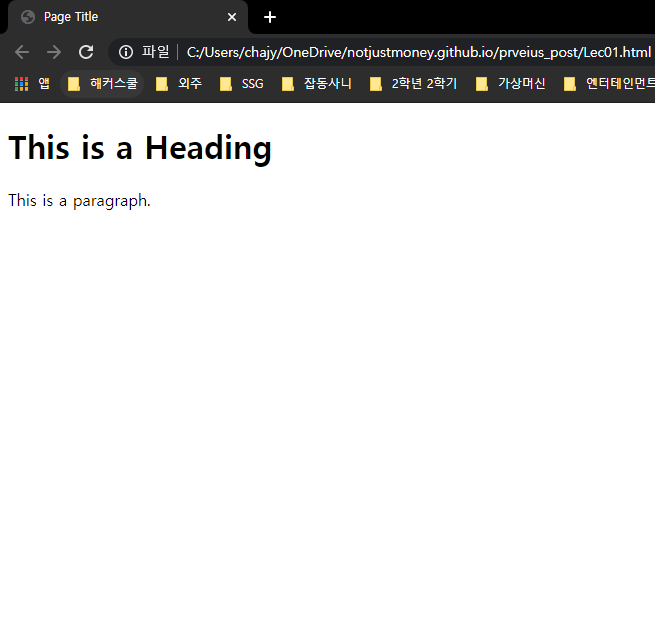 Page Title
파일 C:/Users/chajy/OneDrive/notjustmoney.github.io/prveius_post/Lec01.html
앱 해커스쿨 외주 SSG 잡동사니 2학년 2학기 가상머신 엔터테인먼트
This is a Heading
This is a paragraph.